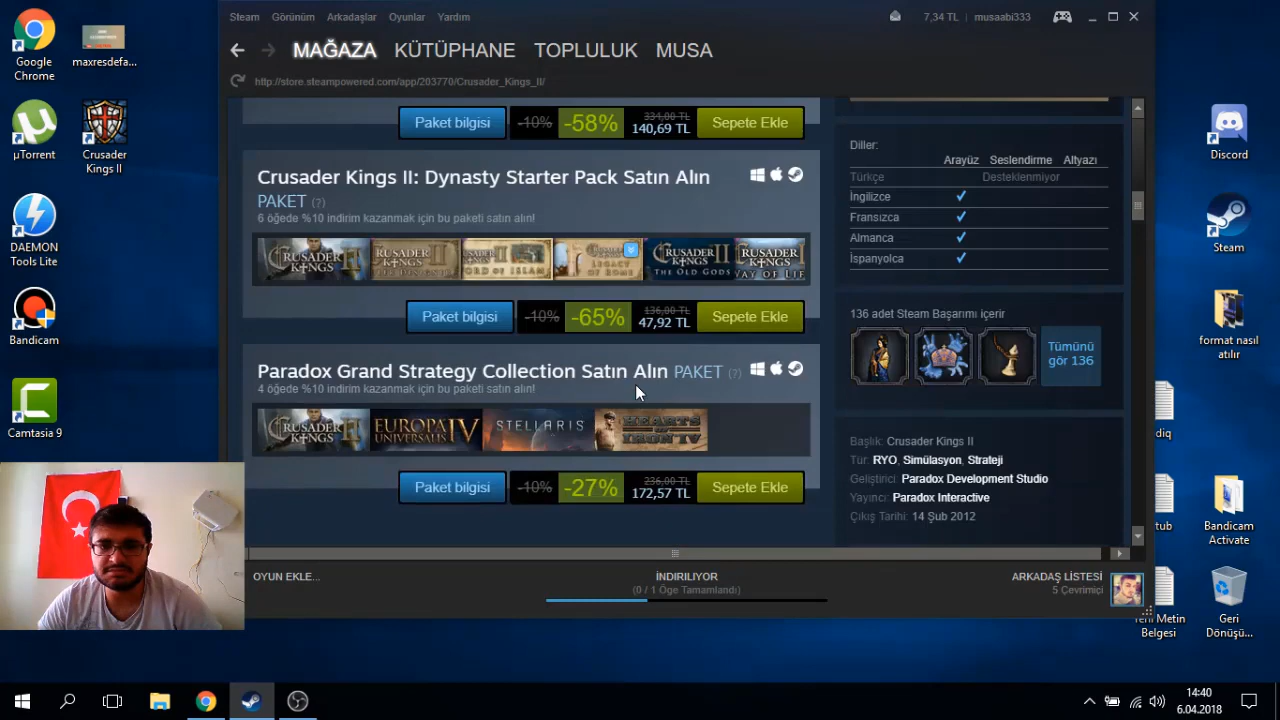 Steam Görünüm Arkadaşlar Oyunlar Yardım
7,34 TL musaabi333
MAĞAZA KÜTÜPHANE TOPLULUK MUSA
http://store.steampowered.com/app/203770/Crusader_Kings_II/
Paket bilgisi -10% -58% 331,00 TL 140,69 TL Sepete Ekle
Crusader Kings II: Dynasty Starter Pack Satın Alın
PAKET (?)
6 öğede %10 indirim kazanmak için bu paketi satın alın!
Paket bilgisi -10% -65% 136,00 TL 47,92 TL Sepete Ekle
Paradox Grand Strategy Collection Satın Alın PAKET (?)
4 öğede %10 indirim kazanmak için bu paketi satın alın!
CRUSADER KINGS II EUROPA UNIVERSALIS IV STELLARIS HEARTS OF IRON IV
Paket bilgisi -10% -27% 236,00 TL 172,57 TL Sepete Ekle
Diller:
Arayüz Seslendirme Altyazı
Türkçe Desteklenmiyor
İngilizce ✓
Fransızca ✓
Almanca ✓
İspanyolca ✓
136 adet Steam Başarımı içerir
Tümünü
gör 136
Başlık: Crusader Kings II
Tür: RYO, Simülasyon, Strateji
Geliştirici: Paradox Development Studio
Yayıncı: Paradox Interactive
Çıkış Tarihi: 14 Şub 2012
OYUN EKLE...
İNDIRILIYOR
(0 / 1 Öge Tamamlandı)
ARKADAŞ LİSTESİ
5 Çevrimiçi
Google
Chrome
maxresdefa...
µTorrent
Crusader
Kings II
DAEMON
Tools Lite
Bandicam
Camtasia 9
Discord
Steam
format nasıl
atılır
diq
tub
Bandicam
Activate
Yeni Metin
Belgesi
Geri
Dönüşü...
14:40
6.04.2018